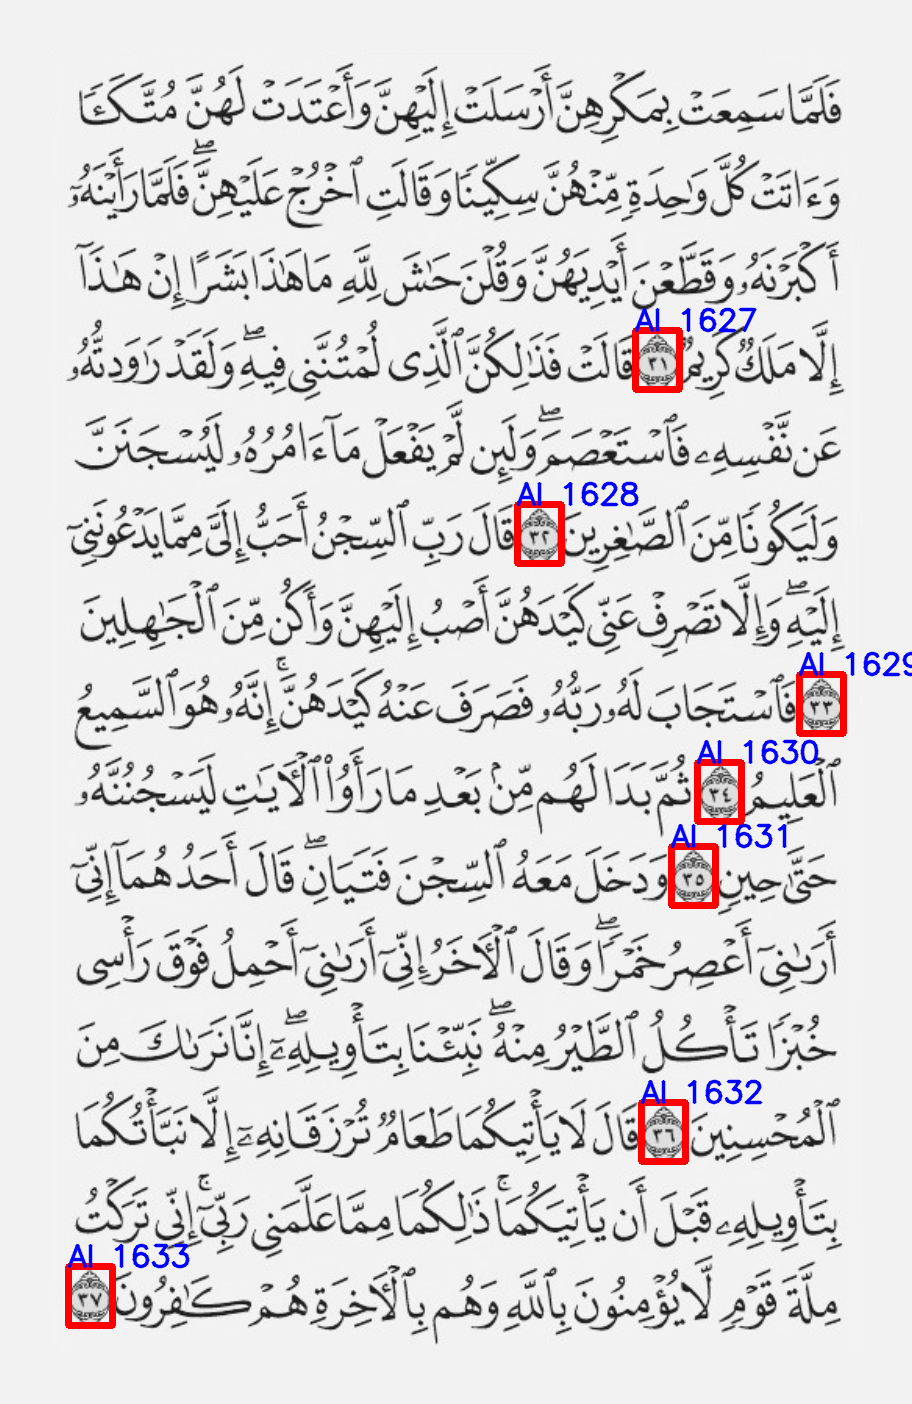 فَلَمَّا سَمِعَتْ بِمَكْرِهِنَّ أَرْسَلَتْ إِلَيْهِنَّ وَأَعْتَدَتْ لَهُنَّ مُتَّكَـًٔا
وَءَاتَتْ كُلَّ وَٰحِدَةٍ مِّنْهُنَّ سِكِّينًا وَقَالَتِ ٱخْرُجْ عَلَيْهِنَّۖ فَلَمَّا رَأَيْنَهُۥٓ
أَكْبَرْنَهُۥ وَقَطَّعْنَ أَيْدِيَهُنَّ وَقُلْنَ حَٰشَ لِلَّهِ مَا هَٰذَا بَشَرًا إِنْ هَٰذَآ
AI 1627
إِلَّا مَلَكٌ كَرِيمٌ ٣١ قَالَتْ فَذَٰلِكُنَّ ٱلَّذِى لُمْتُنَّنِى فِيهِۖ وَلَقَدْ رَٰوَدتُّهُۥ
عَن نَّفْسِهِۦ فَٱسْتَعْصَمَۖ وَلَئِن لَّمْ يَفْعَلْ مَآ ءَامُرُهُۥ لَيُسْجَنَنَّ
AI 1628
وَلَيَكُونًا مِّنَ ٱلصَّٰغِرِينَ ٣٢ قَالَ رَبِّ ٱلسِّجْنُ أَحَبُّ إِلَىَّ مِمَّا يَدْعُونَنِىٓ
إِلَيْهِۖ وَإِلَّا تَصْرِفْ عَنِّى كَيْدَهُنَّ أَصْبُ إِلَيْهِنَّ وَأَكُن مِّنَ ٱلْجَٰهِلِينَ
AI 1629
٣٣ فَٱسْتَجَابَ لَهُۥ رَبُّهُۥ فَصَرَفَ عَنْهُ كَيْدَهُنَّۚ إِنَّهُۥ هُوَ ٱلسَّمِيعُ
AI 1630
ٱلْعَلِيمُ ٣٤ ثُمَّ بَدَا لَهُم مِّنۢ بَعْدِ مَا رَأَوُا۟ ٱلْـَٔايَٰتِ لَيَسْجُنُنَّهُۥ
AI 1631
حَتَّىٰ حِينٍ ٣٥ وَدَخَلَ مَعَهُ ٱلسِّجْنَ فَتَيَانِۖ قَالَ أَحَدُهُمَآ إِنِّىٓ
أَرَىٰنِىٓ أَعْصِرُ خَمْرًاۖ وَقَالَ ٱلْـَٔاخَرُ إِنِّىٓ أَرَىٰنِىٓ أَحْمِلُ فَوْقَ رَأْسِى
خُبْزًا تَأْكُلُ ٱلطَّيْرُ مِنْهُۖ نَبِّئْنَا بِتَأْوِيلِهِۦٓۖ إِنَّا نَرَىٰكَ مِنَ
AI 1632
ٱلْمُحْسِنِينَ ٣٦ قَالَ لَا يَأْتِيكُمَا طَعَامٌ تُرْزَقَانِهِۦٓ إِلَّا نَبَّأْتُكُمَا
بِتَأْوِيلِهِۦ قَبْلَ أَن يَأْتِيَكُمَاۚ ذَٰلِكُمَا مِمَّا عَلَّمَنِى رَبِّىٓۚ إِنِّى تَرَكْتُ
AI 1633
مِلَّةَ قَوْمٍ لَّا يُؤْمِنُونَ بِٱللَّهِ وَهُم بِٱلْـَٔاخِرَةِ هُمْ كَٰفِرُونَ ٣٧